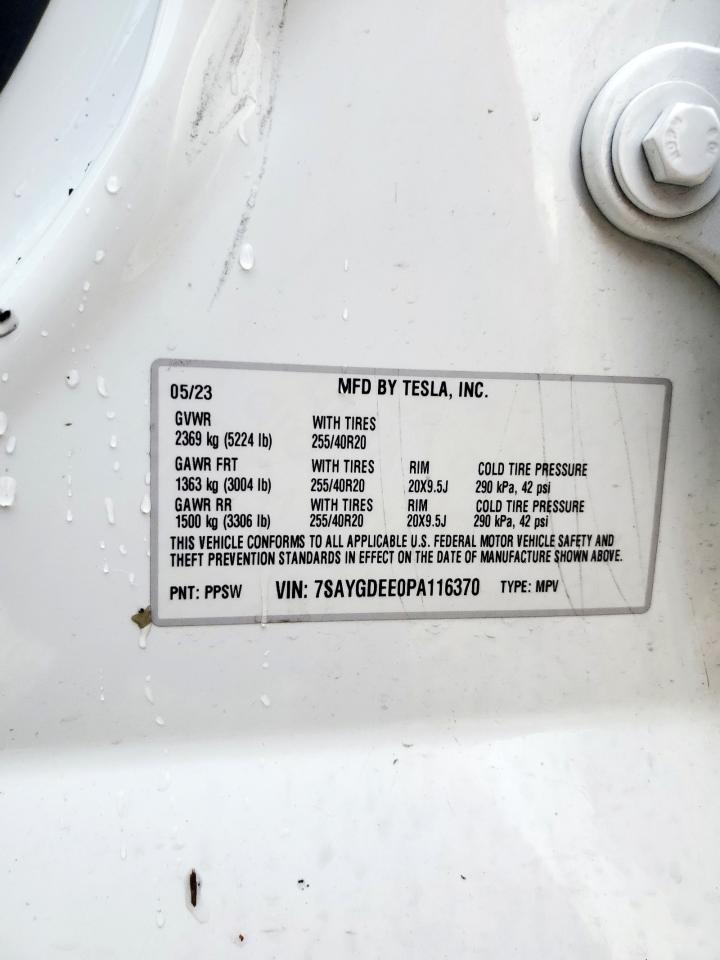 05/23 MFD BY TESLA, INC.
GVWR WITH TIRES
2369 kg (5224 lb) 255/40R20
GAWR FRT WITH TIRES RIM COLD TIRE PRESSURE
1363 kg (3004 lb) 255/40R20 20X9.5J 290 kPa, 42 psi
GAWR RR WITH TIRES RIM COLD TIRE PRESSURE
1500 kg (3306 lb) 255/40R20 20X9.5J 290 kPa, 42 psi
THIS VEHICLE CONFORMS TO ALL APPLICABLE U.S. FEDERAL MOTOR VEHICLE SAFETY AND
THEFT PREVENTION STANDARDS IN EFFECT ON THE DATE OF MANUFACTURE SHOWN ABOVE.
PNT: PPSW VIN: 7SAYGDEE0PA116370 TYPE: MPV